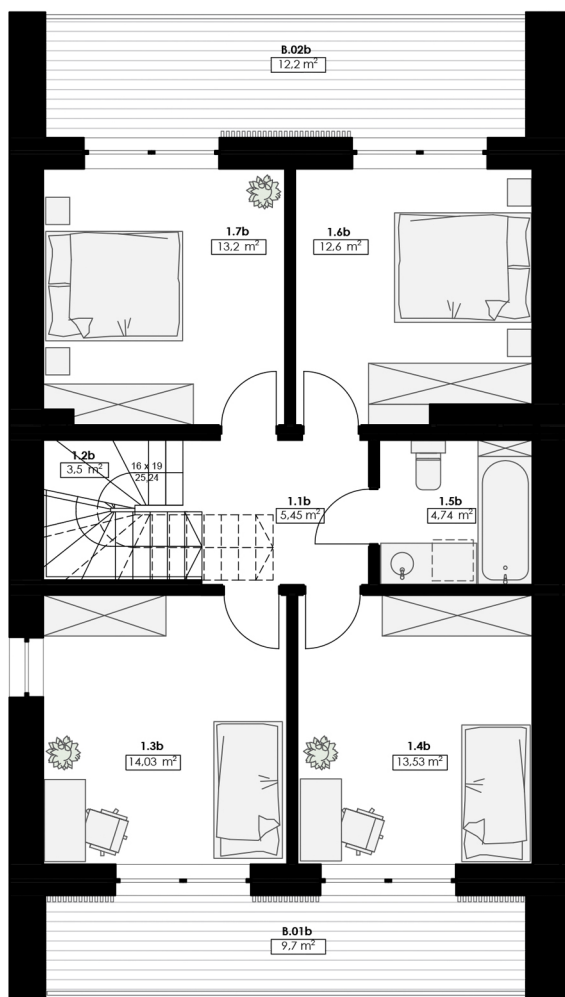 B.02b
12,2 m²
1.7b
13,2 m²
1.6b
12,6 m²
1.2b
3,5 m²
16 x 19
25,24
1.1b
5,45 m²
1.5b
4,74 m²
1.3b
14,03 m²
1.4b
13,53 m²
B.01b
9,7 m²